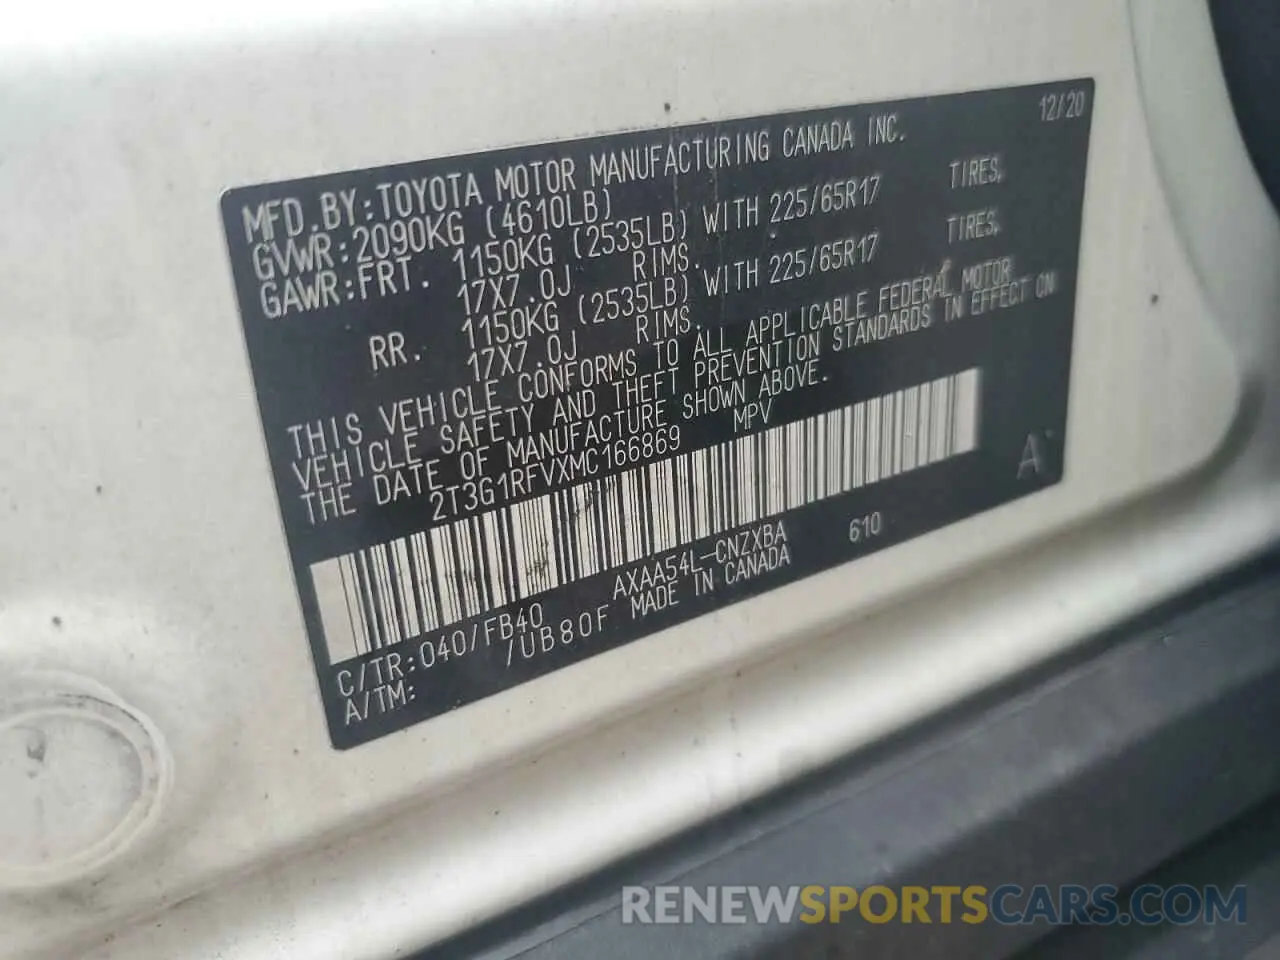 12/20
MFD.BY:TOYOTA MOTOR MANUFACTURING CANADA INC.
GVWR:2090KG (4610LB)
GAWR:FRT. 1150KG (2535LB) WITH 225/65R17 TIRES,
17X7.0J RIMS.
RR. 1150KG (2535LB) WITH 225/65R17 TIRES,
17X7.0J RIMS.
THIS VEHICLE CONFORMS TO ALL APPLICABLE FEDERAL MOTOR
VEHICLE SAFETY AND THEFT PREVENTION STANDARDS IN EFFECT ON
THE DATE OF MANUFACTURE SHOWN ABOVE.
2T3G1RFVXMC166869 MPV
A
C/TR:040/FB40 AXAA54L-CNZXBA 610
A/TM: /UB80F MADE IN CANADA
RENEWSPORTSCARS.COM